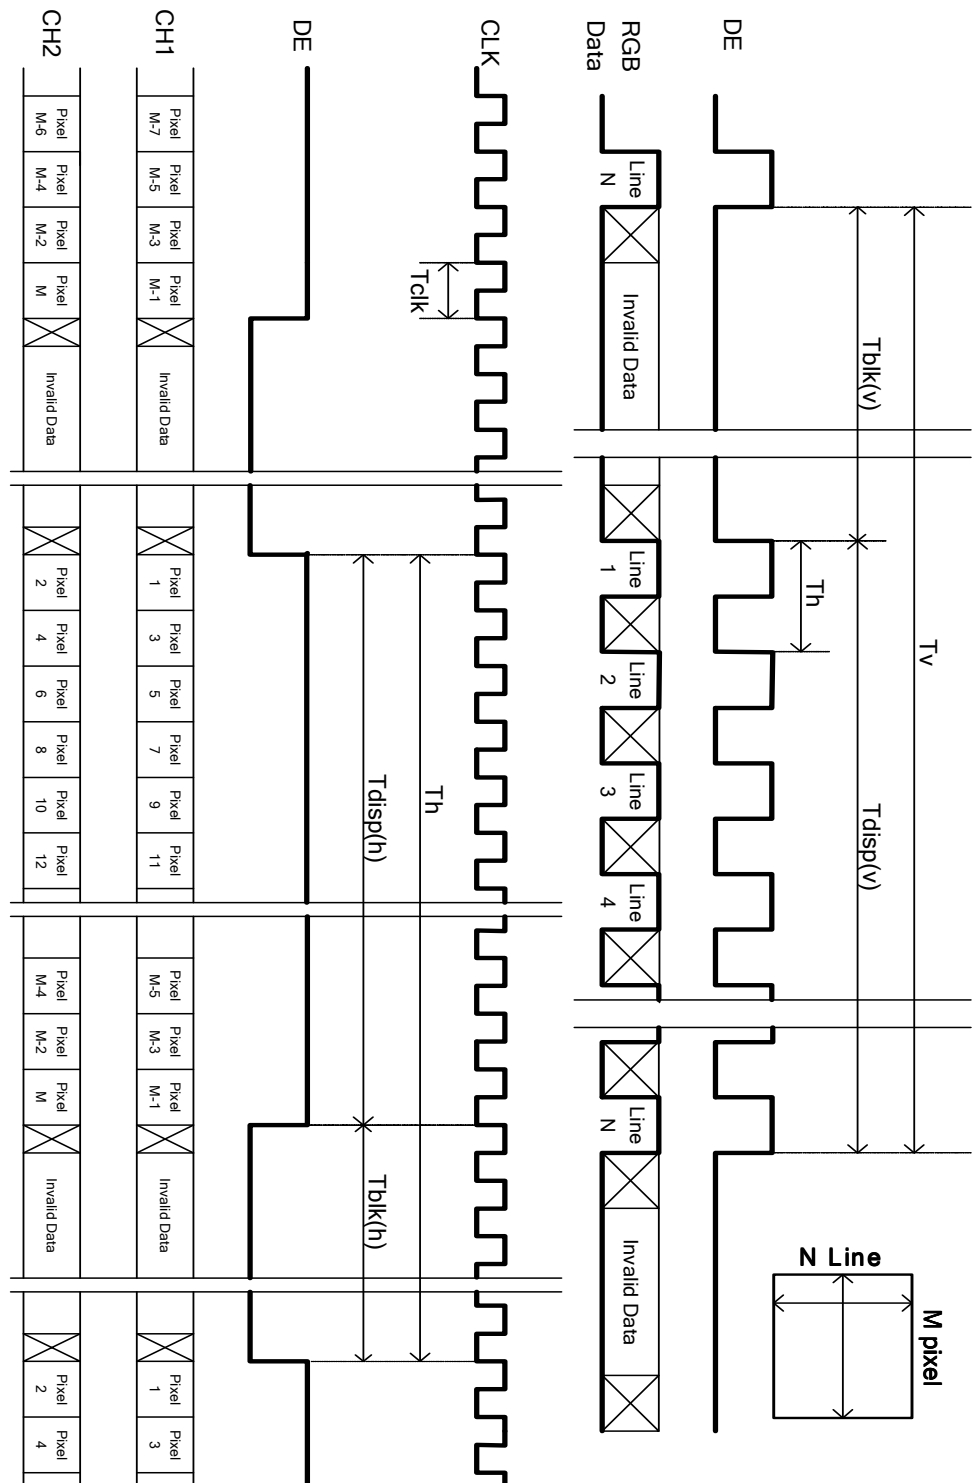 Tv
Tblk(v)
Tdisp(v)
Th
DE
RGB
Data
Line
N
Invalid Data
Line
1
Line
2
Line
3
Line
4
Line
N
Invalid Data
N Line
M pixel
CLK
Tclk
Th
Tdisp(h)
Tblk(h)
DE
CH1
Pixel
M-7
Pixel
M-5
Pixel
M-3
Pixel
M-1
Invalid Data
Pixel
1
Pixel
3
Pixel
5
Pixel
7
Pixel
9
Pixel
11
Pixel
M-5
Pixel
M-3
Pixel
M-1
Invalid Data
Pixel
1
Pixel
3
CH2
Pixel
M-6
Pixel
M-4
Pixel
M-2
Pixel
M
Invalid Data
Pixel
2
Pixel
4
Pixel
6
Pixel
8
Pixel
10
Pixel
12
Pixel
M-4
Pixel
M-2
Pixel
M
Invalid Data
Pixel
2
Pixel
4